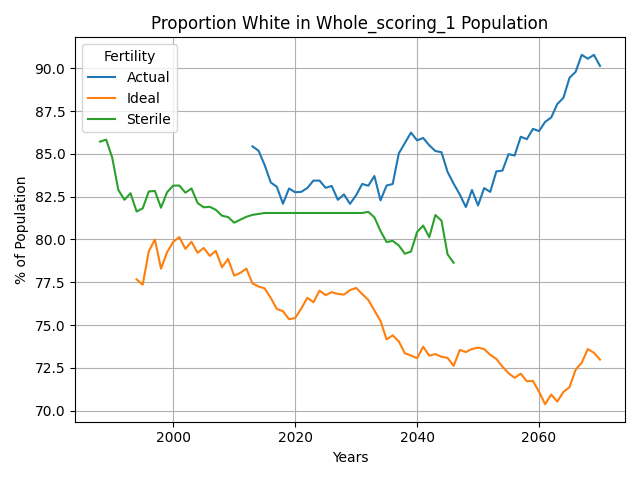 Proportion White in Whole_scoring_1 Population
Fertility
Actual
Ideal
Sterile
% of Population
90.0
87.5
85.0
82.5
80.0
77.5
75.0
72.5
70.0
2000
2020
2040
2060
Years